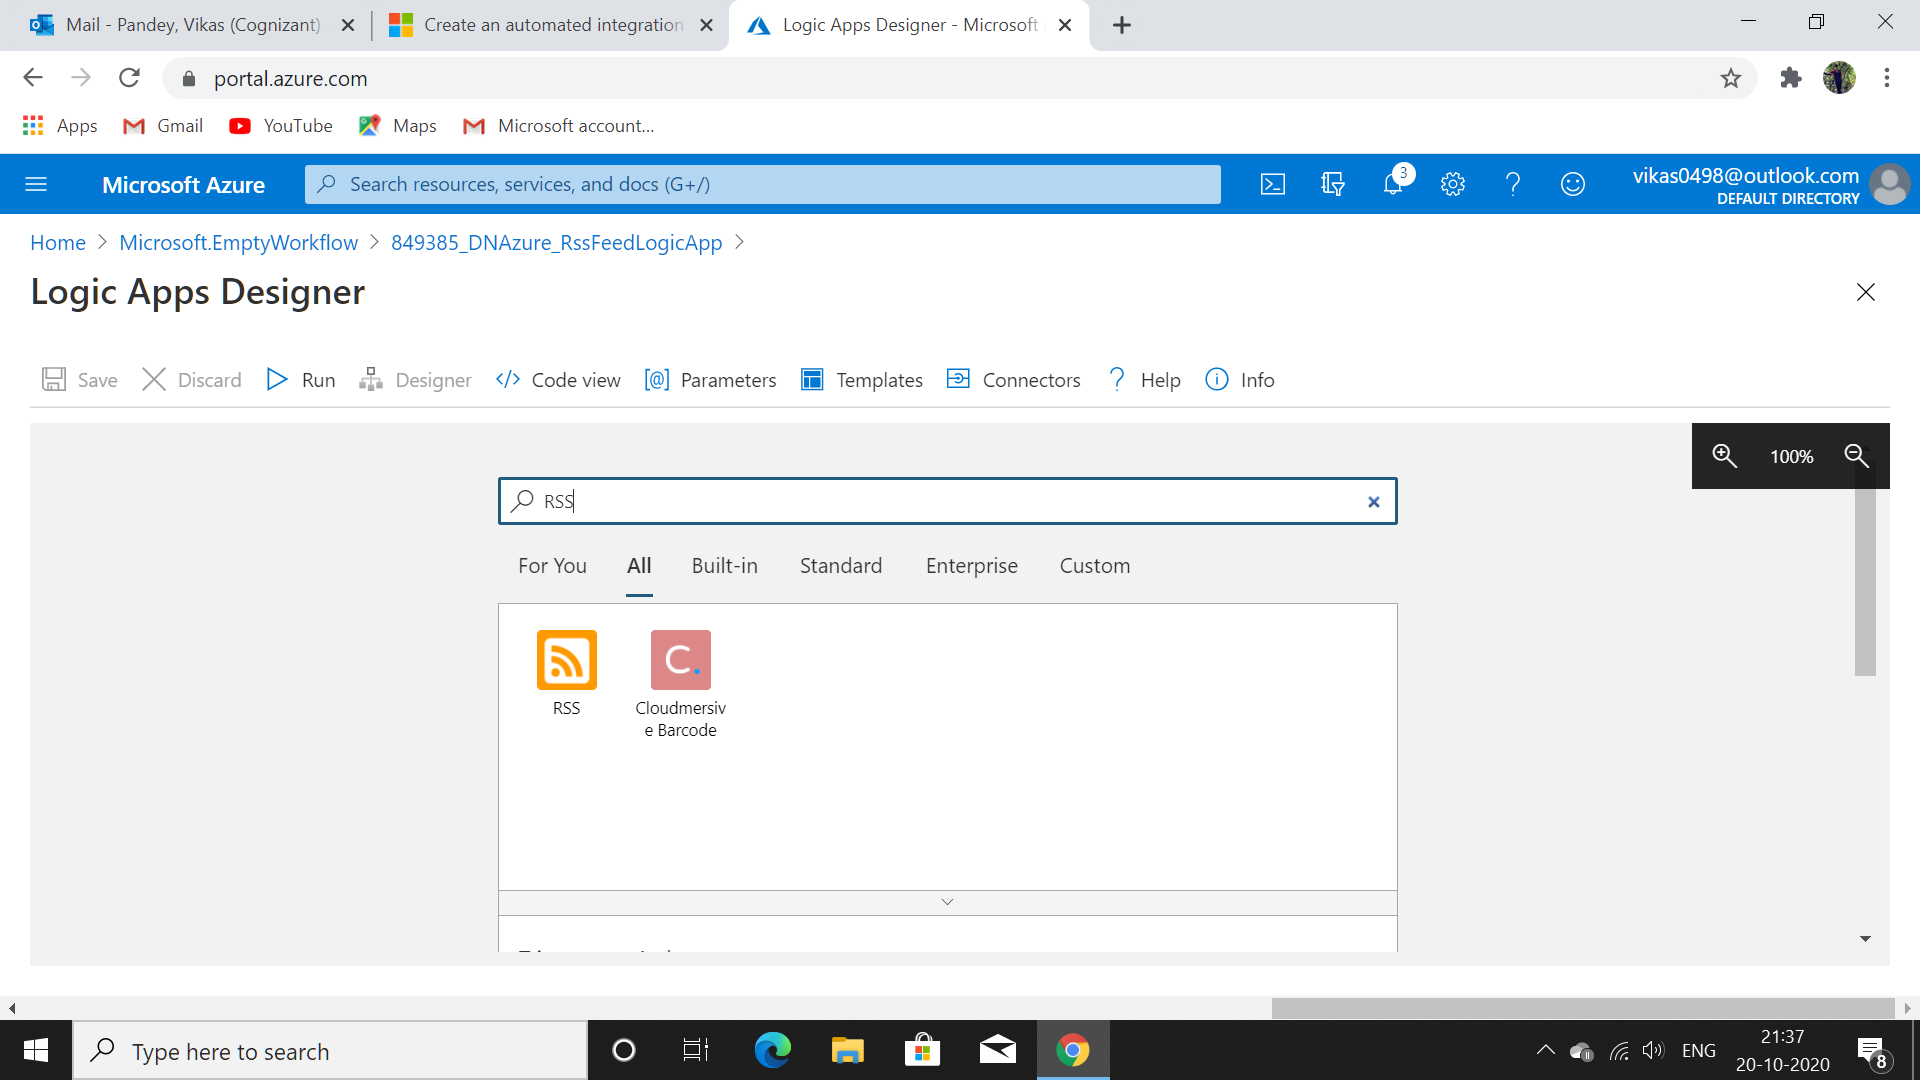 Mail - Pandey, Vikas (Cognizant)
Create an automated integration
Logic Apps Designer - Microsoft
portal.azure.com
Apps
Gmail
YouTube
Maps
Microsoft account...
Microsoft Azure
Search resources, services, and docs (G+/)
3
vikas0498@outlook.com
DEFAULT DIRECTORY
Home > Microsoft.EmptyWorkflow > 849385_DNAzure_RssFeedLogicApp >
Logic Apps Designer
Save
Discard
Run
Designer
Code view
[@] Parameters
Templates
Connectors
Help
Info
100%
RSS
For You
All
Built-in
Standard
Enterprise
Custom
RSS
C.
Cloudmersiv
e Barcode
Type here to search
ENG
21:37
20-10-2020
8